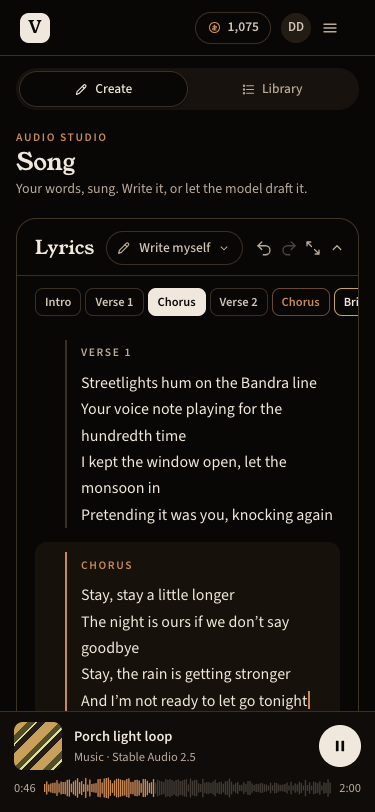 V
1,075
DD
Create
Library
AUDIO STUDIO
Song
Your words, sung. Write it, or let the model draft it.
Lyrics
Write myself
Intro
Verse 1
Chorus
Verse 2
Chorus
Bri
VERSE 1
Streetlights hum on the Bandra line
Your voice note playing for the
hundredth time
I kept the window open, let the
monsoon in
Pretending it was you, knocking again
CHORUS
Stay, stay a little longer
The night is ours if we don’t say
goodbye
Stay, the rain is getting stronger
And I’m not ready to let go tonight
Porch light loop
Music · Stable Audio 2.5
0:46
2:00